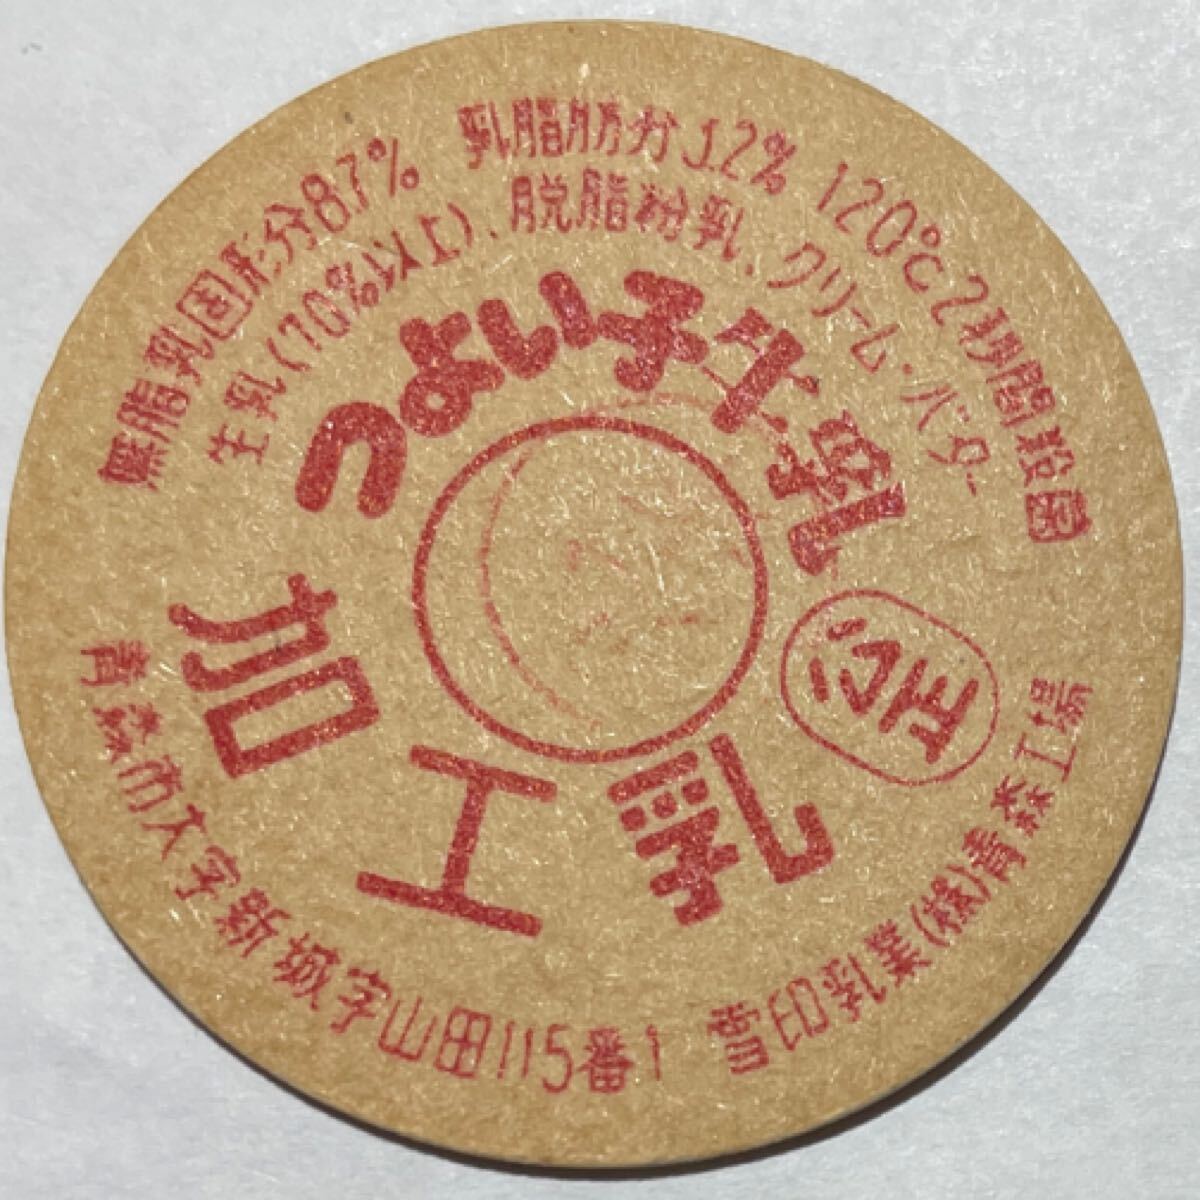 無脂乳固形分8.7% 乳脂肪分3.2% 120℃2秒間殺菌
生乳(70%以上)、脱脂粉乳、クリーム・バター
つよい子牛乳
公正
加工乳
青森市大字新城字山田115番1 雪印乳業(株)青森工場